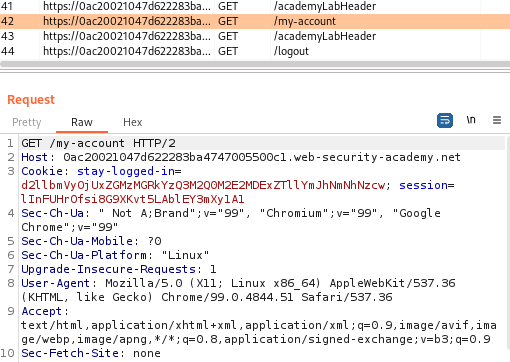 41 https://0ac20021047d622283ba... GET /academyLabHeader
42 https://0ac20021047d622283ba... GET /my-account
43 https://0ac20021047d622283ba... GET /academyLabHeader
44 https://0ac20021047d622283ba... GET /logout
Request
Pretty Raw Hex \n
1 GET /my-account HTTP/2
2 Host: 0ac20021047d622283ba4747005500c1.web-security-academy.net
3 Cookie: stay-logged-in=
d2llbmVyOjUxZGMzMGRkYzQ3M2Q0M2E2MDExZTllYmJhNmNhNzcw; session=
lInFUHrOfsi8G9XKvt5LAblEY3mXy1A1
4 Sec-Ch-Ua: " Not A;Brand";v="99", "Chromium";v="99", "Google
Chrome";v="99"
5 Sec-Ch-Ua-Mobile: ?0
6 Sec-Ch-Ua-Platform: "Linux"
7 Upgrade-Insecure-Requests: 1
8 User-Agent: Mozilla/5.0 (X11; Linux x86_64) AppleWebKit/537.36
(KHTML, like Gecko) Chrome/99.0.4844.51 Safari/537.36
9 Accept:
text/html,application/xhtml+xml,application/xml;q=0.9,image/avif,ima
ge/webp,image/apng,*/*;q=0.8,application/signed-exchange;v=b3;q=0.9
10 Sec-Fetch-Site: none